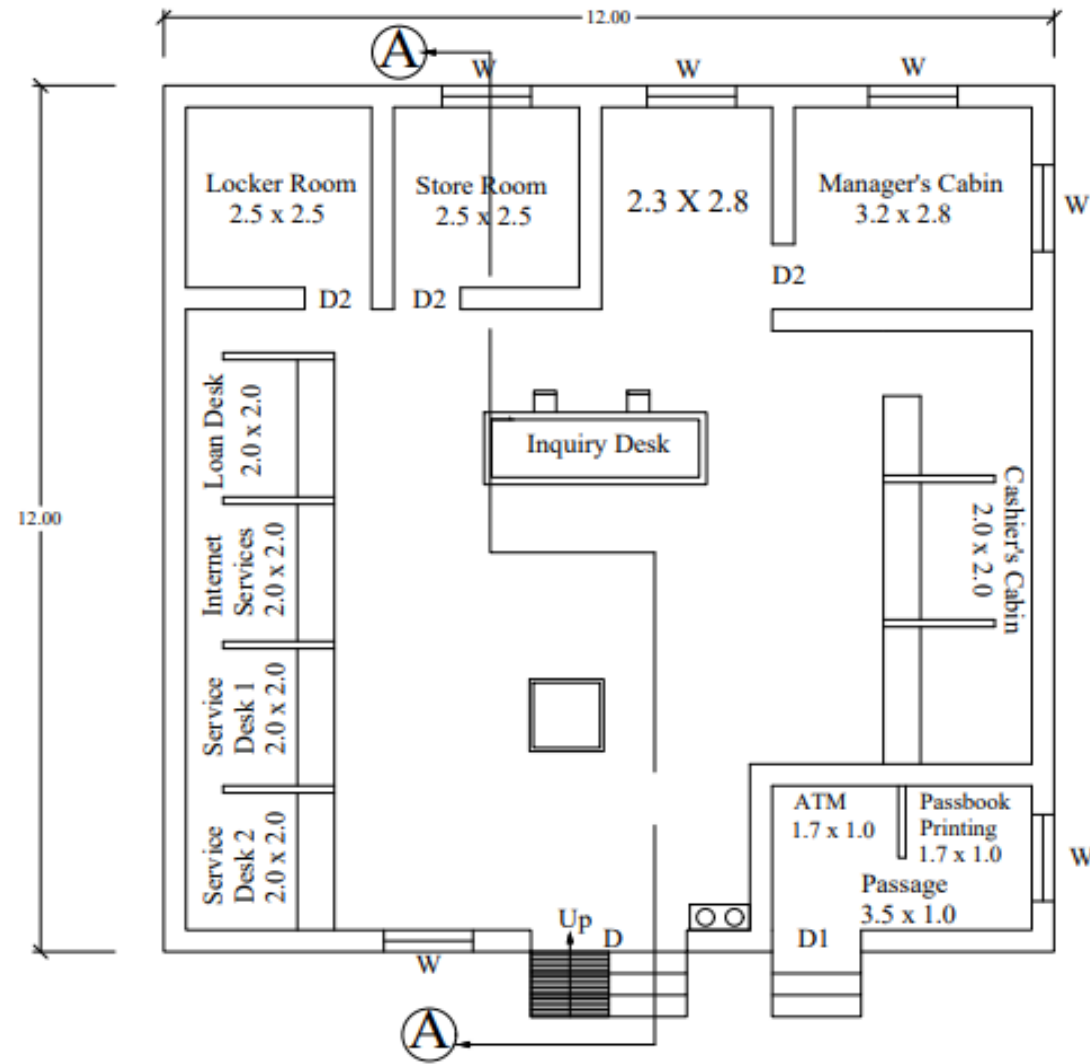 12.00
A
W
W
W
Locker Room
2.5 x 2.5
Store Room
2.5 x 2.5
2.3 X 2.8
Manager's Cabin
3.2 x 2.8
W
D2
D2
D2
Loan Desk
2.0 x 2.0
Inquiry Desk
Cashier's Cabin
2.0 x 2.0
12.00
Internet
Services
2.0 x 2.0
Service
Desk 1
2.0 x 2.0
Service
Desk 2
2.0 x 2.0
ATM
1.7 x 1.0
Passbook
Printing
1.7 x 1.0
Passage
3.5 x 1.0
W
Up
D
D1
W
A